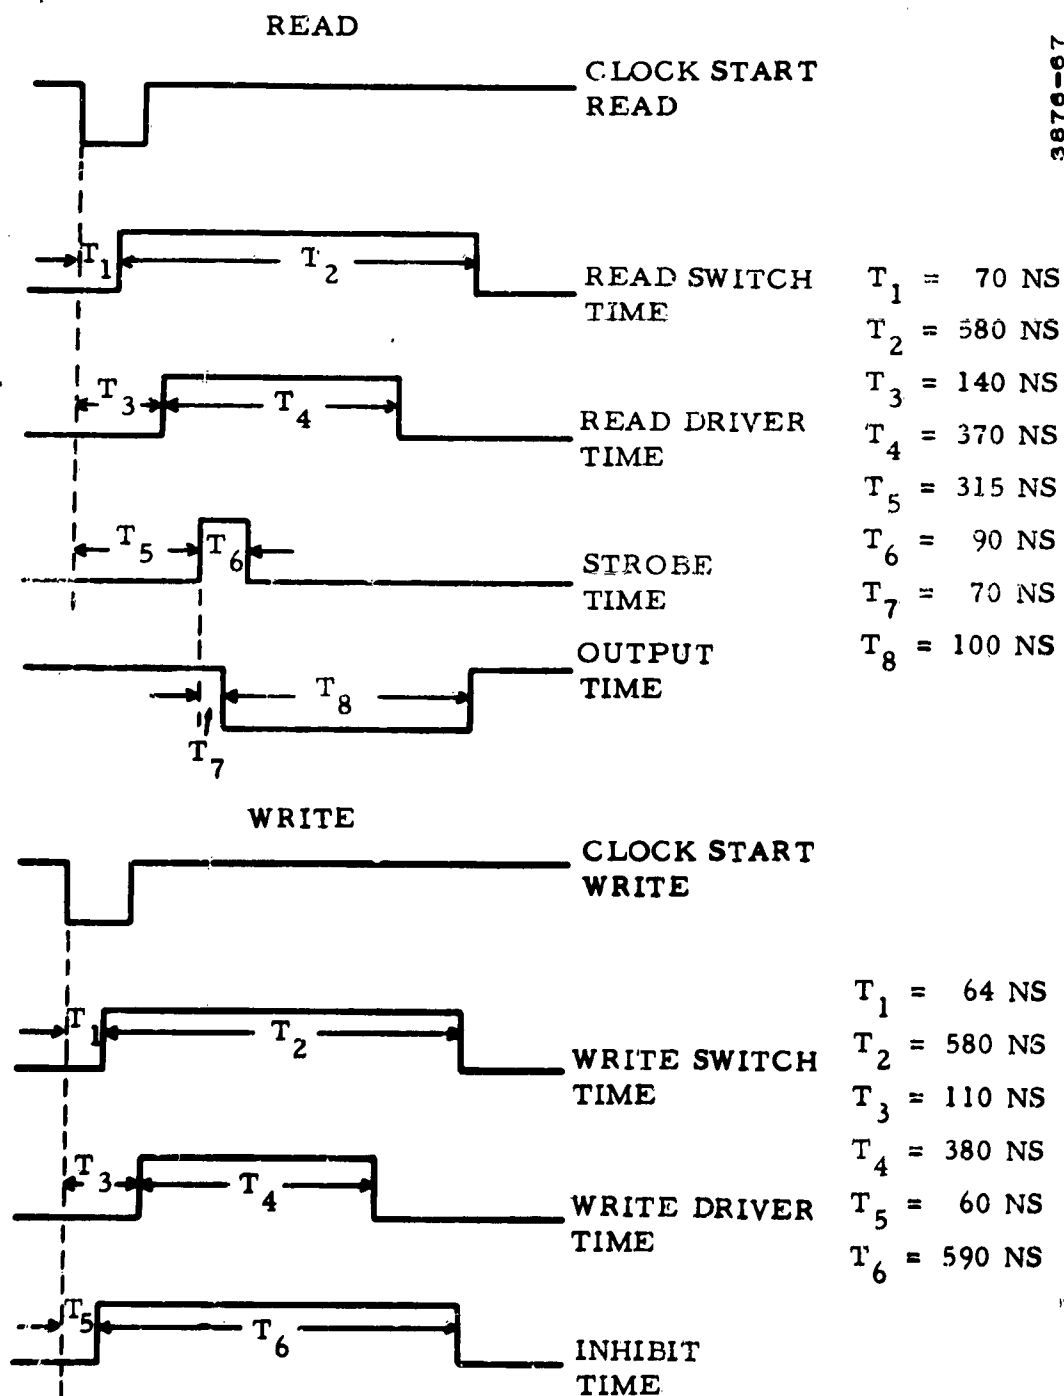 READ
3876-67
CLOCK START
READ
T1
T2
READ SWITCH
TIME
T3
T4
READ DRIVER
TIME
T5
T6
STROBE
TIME
T8
T7
OUTPUT
TIME
T1 = 70 NS
T2 = 580 NS
T3 = 140 NS
T4 = 370 NS
T5 = 315 NS
T6 = 90 NS
T7 = 70 NS
T8 = 100 NS
WRITE
CLOCK START
WRITE
T1
T2
WRITE SWITCH
TIME
T3
T4
WRITE DRIVER
TIME
T5
T6
INHIBIT
TIME
T1 = 64 NS
T2 = 580 NS
T3 = 110 NS
T4 = 380 NS
T5 = 60 NS
T6 = 590 NS